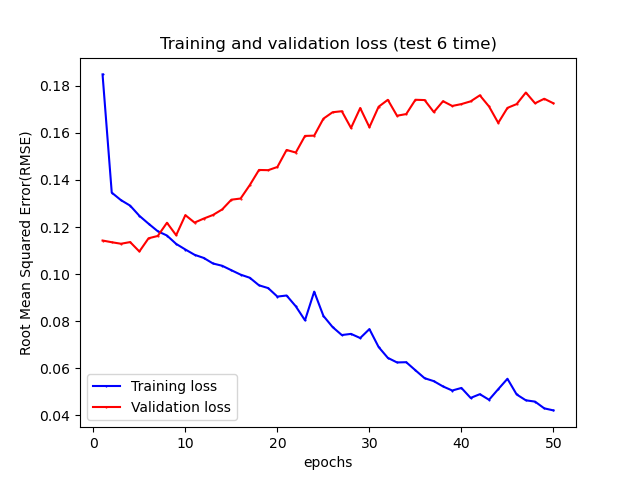 Training and validation loss (test 6 time)
Root Mean Squared Error(RMSE)
0.18
0.16
0.14
0.12
0.10
0.08
0.06
0.04
Training loss
Validation loss
0
10
20
30
40
50
epochs